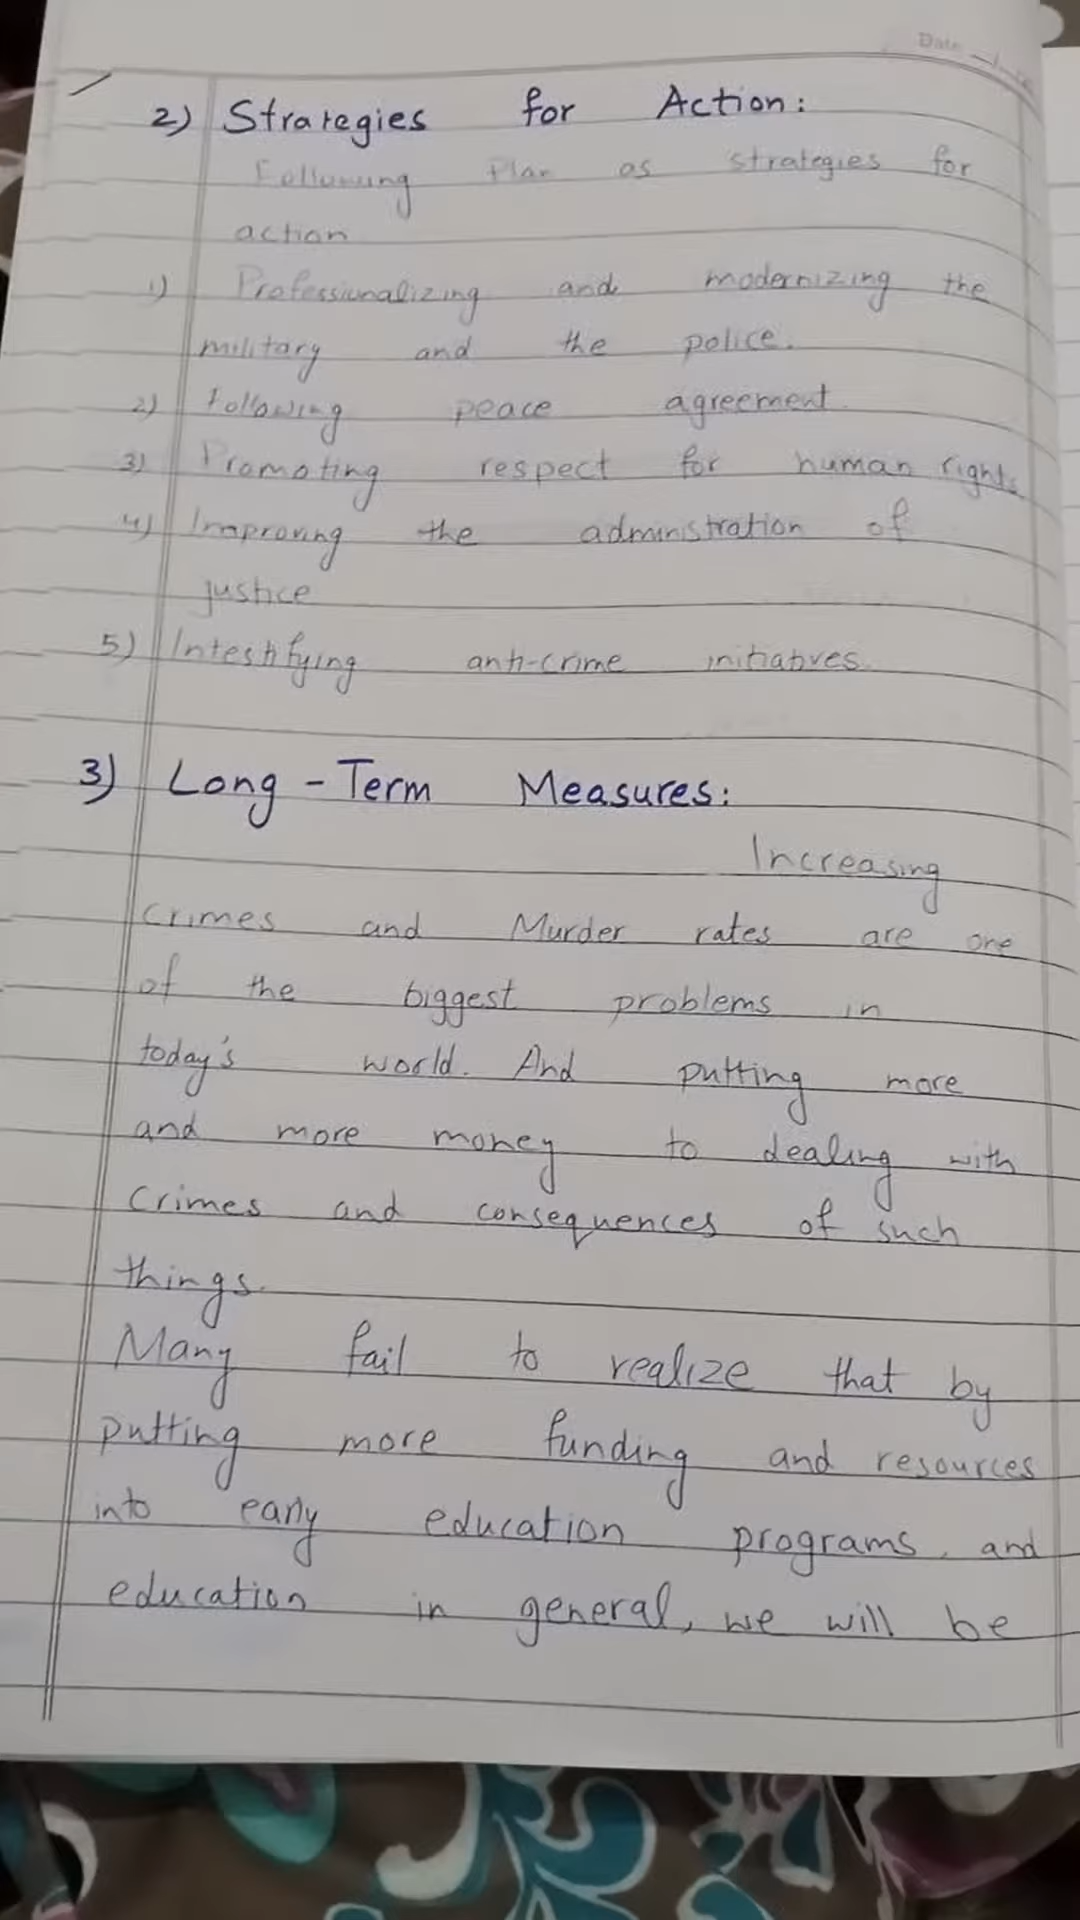 Date
2) Strategies for Action:
Following Plan as strategies for
action
1) Professionalizing and modernizing the
military and the police.
2) Following peace agreement.
3) Promoting respect for human rights
4) Improving the administration of
justice
5) Intestifying anti-crime initiatives.
3) Long-Term Measures:
Increasing
crimes and Murder rates are one
of the biggest problems in
today's world. And putting more
and more money to dealing with
Crimes and consequences of such
things.
Many fail to realize that by
putting more funding and resources
into early education programs, and
education in general, we will be